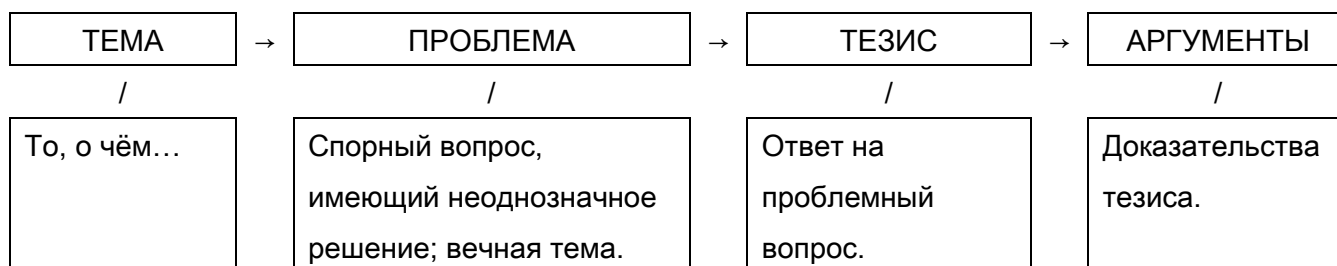 ТЕМА → ПРОБЛЕМА → ТЕЗИС → АРГУМЕНТЫ
/ / / /
То, о чём…
Спорный вопрос,
имеющий неоднозначное
решение; вечная тема.
Ответ на
проблемный
вопрос.
Доказательства
тезиса.